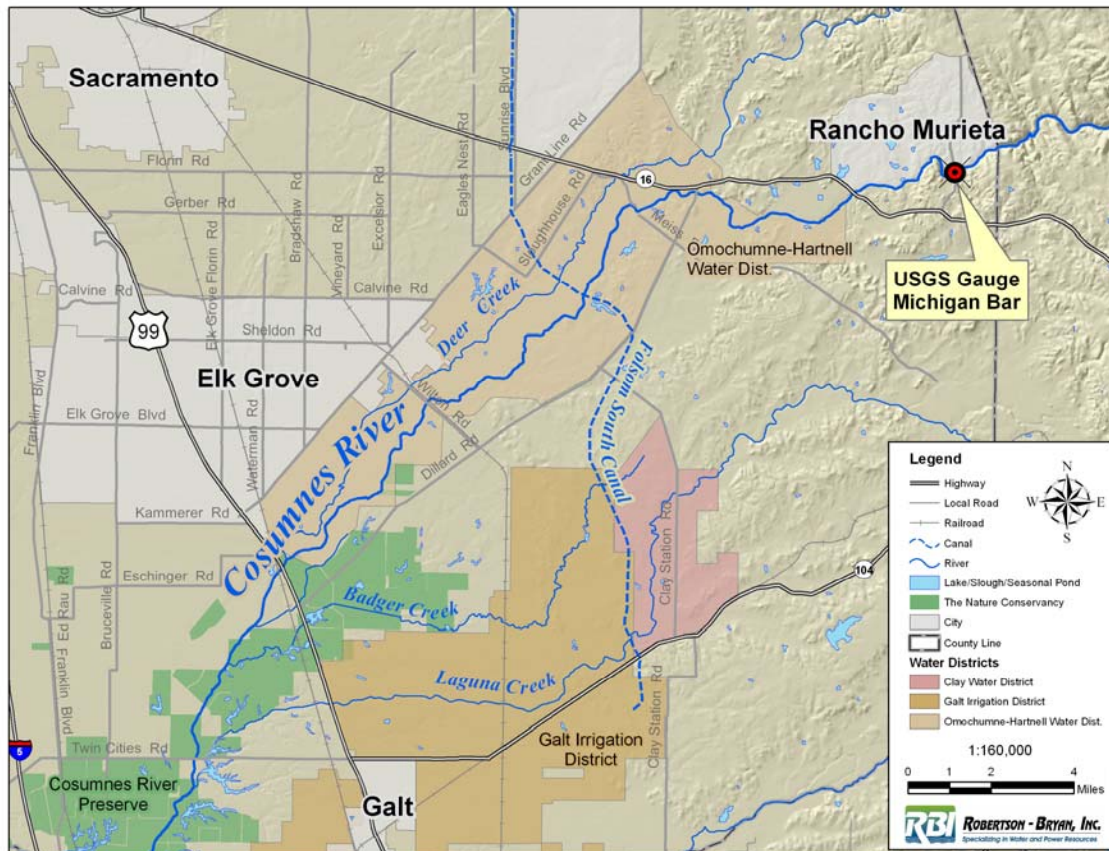 Sacramento
Florin Rd
Gerber Rd
Bradshaw Rd
Excelsior Rd
Vineyard Rd
Elk Grove Florin Rd
Eagles Nest Rd
Sunrise Blvd
Grant Line Rd
Sloughhouse Rd
16
Meiss
Rancho Murieta
Omochumne-Hartnell
Water Dist.
USGS Gauge
Michigan Bar
Calvine Rd
Calvine Rd
99
Sheldon Rd
Deer Creek
Elk Grove
Franklin Blvd
Elk Grove Blvd
Waterman Rd
Wilton Rd
Dillard Rd
Folsom South Canal
Cosumnes River
Kammerer Rd
Eschinger Rd
Ed Rau Rd
Bruceville Rd
Franklin Blvd
Badger Creek
Clay Station Rd
104
Laguna Creek
Clay Station Rd
Galt Irrigation
District
5
Twin Cities Rd
Cosumnes River
Preserve
Galt
Legend
Highway
Local Road
Railroad
Canal
River
Lake/Slough/Seasonal Pond
The Nature Conservancy
City
County Line
Water Districts
Clay Water District
Galt Irrigation District
Omochumne-Hartnell Water Dist.
N
W E
S
1:160,000
0 1 2 4
Miles
RBI ROBERTSON - BRYAN, INC.
Specializing in Water and Power Resources